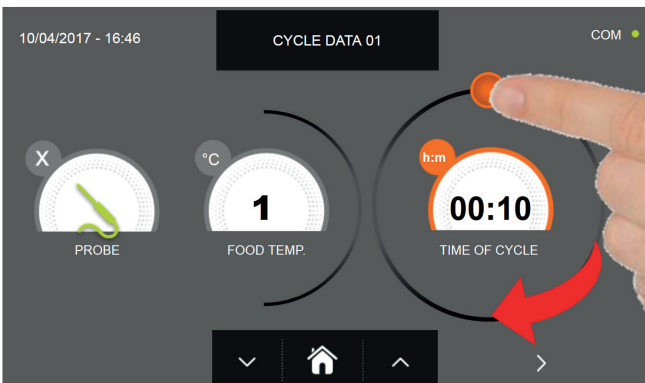 10/04/2017 - 16:46
CYCLE DATA 01
COM
X
°C
h:m
1
00:10
PROBE
FOOD TEMP.
TIME OF CYCLE